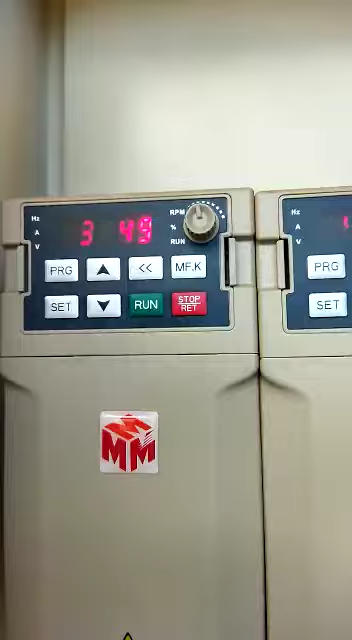 Hz
A
V
3 49
RPM
%
RUN
PRG
<<
MF.K
SET
RUN
STOP
RET
MM
Hz
A
V
PRG
SET